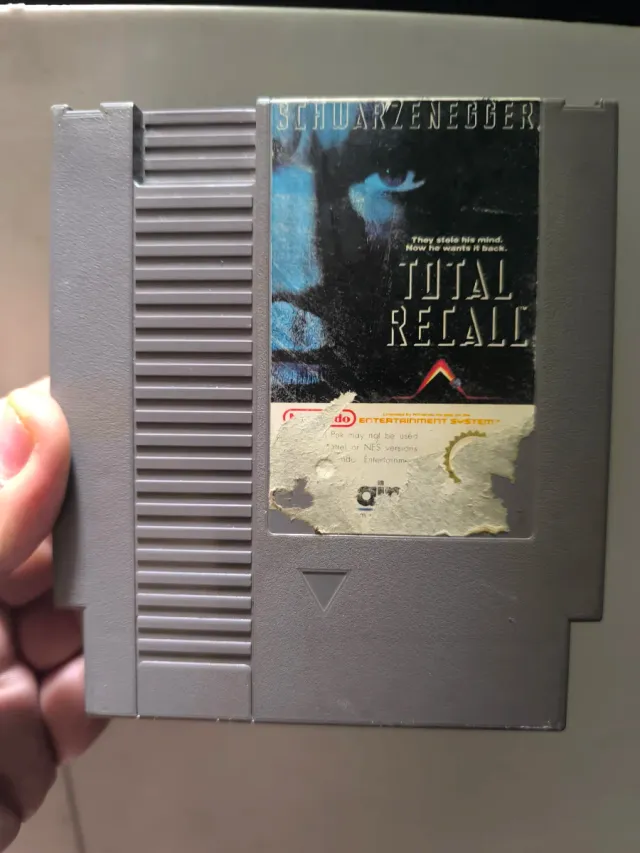 SCHWARZENEGGER
They stole his mind.
Now he wants it back.
TOTAL
RECALL
ENTERTAINMENT SYSTEM
Pak may not be used
or NES versions